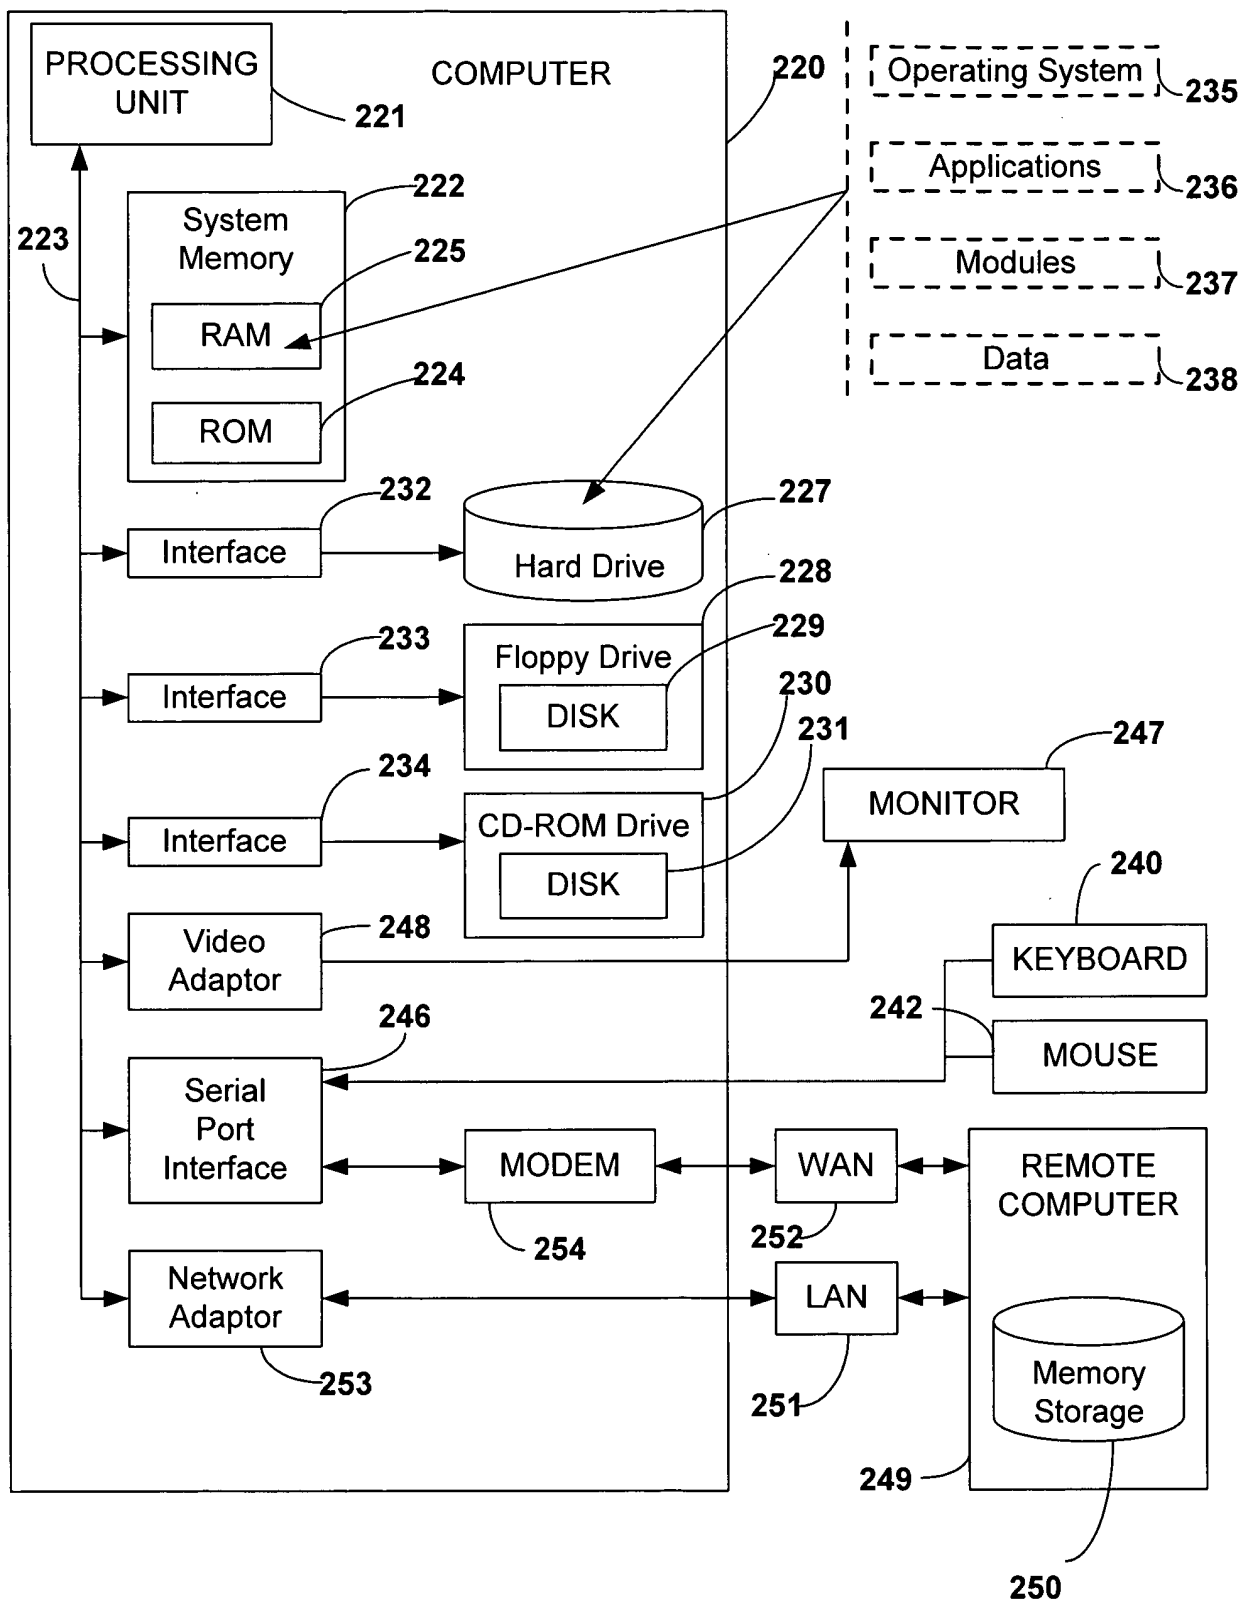 PROCESSING
UNIT
221
COMPUTER
220
Operating System
235
Applications
236
Modules
237
Data
238
223
222
System
Memory
225
RAM
224
ROM
232
Interface
227
Hard Drive
228
233
Interface
229
Floppy Drive
DISK
230
231
234
Interface
CD-ROM Drive
DISK
247
MONITOR
248
Video
Adaptor
240
KEYBOARD
242
MOUSE
246
Serial
Port
Interface
MODEM
254
WAN
252
REMOTE
COMPUTER
Network
Adaptor
253
LAN
251
Memory
Storage
249
250